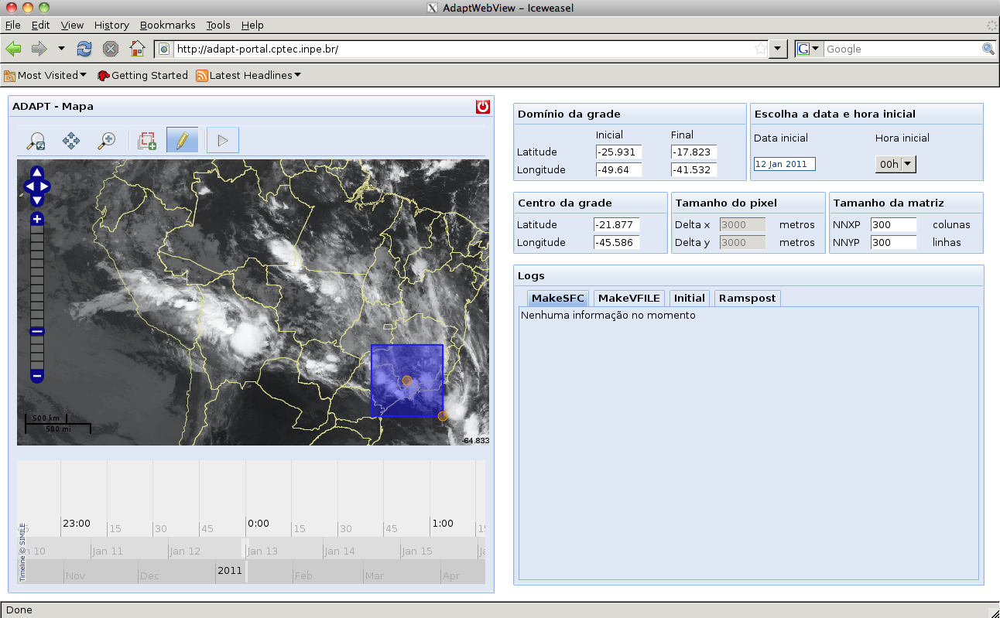 AdaptWebView – Iceweasel
File Edit View History Bookmarks Tools Help
http://adapt-portal.cptec.inpe.br/
G Google
Most Visited Getting Started Latest Headlines
ADAPT - Mapa
500 km
500 mi
-64.833
23:00 15 30 45 0:00 15 30 45 1:00
Jan 11 Jan 12 Jan 13 Jan 14 Jan 15
Nov Dec 2011 Feb Mar Apr
Timeline © SIMILE
Domínio da grade
Inicial Final
Latitude -25.931 -17.823
Longitude -49.64 -41.532
Escolha a data e hora inicial
Data inicial Hora inicial
12 Jan 2011 00h
Centro da grade
Latitude -21.877
Longitude -45.586
Tamanho do pixel
Delta x 3000 metros
Delta y 3000 metros
Tamanho da matriz
NNXP 300 colunas
NNYP 300 linhas
Logs
MakeSFC MakeVFILE Initial Ramspost
Nenhuma informação no momento
Done